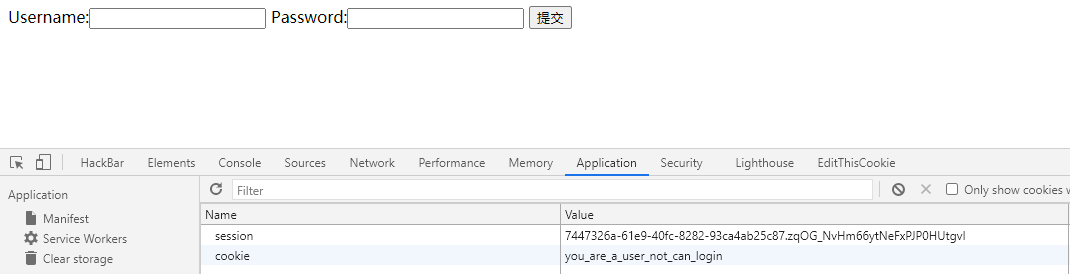 Username: Password: 提交
HackBar Elements Console Sources Network Performance Memory Application Security Lighthouse EditThisCookie
Application
Manifest
Service Workers
Clear storage
Filter Only show cookies w
Name Value
session 7447326a-61e9-40fc-8282-93ca4ab25c87.zqOG_NvHm66ytNeFxPJP0HUtgvI
cookie you_are_a_user_not_can_login